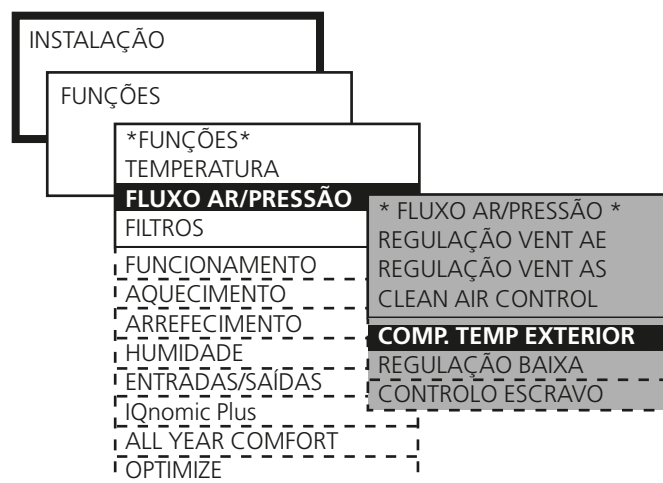 INSTALAÇÃO
FUNÇÕES
*FUNÇÕES*
TEMPERATURA
FLUXO AR/PRESSÃO
FILTROS
FUNCIONAMENTO
AQUECIMENTO
ARREFECIMENTO
HUMIDADE
ENTRADAS/SAÍDAS
IQnomic Plus
ALL YEAR COMFORT
OPTIMIZE
* FLUXO AR/PRESSÃO *
REGULAÇÃO VENT AE
REGULAÇÃO VENT AS
CLEAN AIR CONTROL
COMP. TEMP EXTERIOR
REGULAÇÃO BAIXA
CONTROLO ESCRAVO